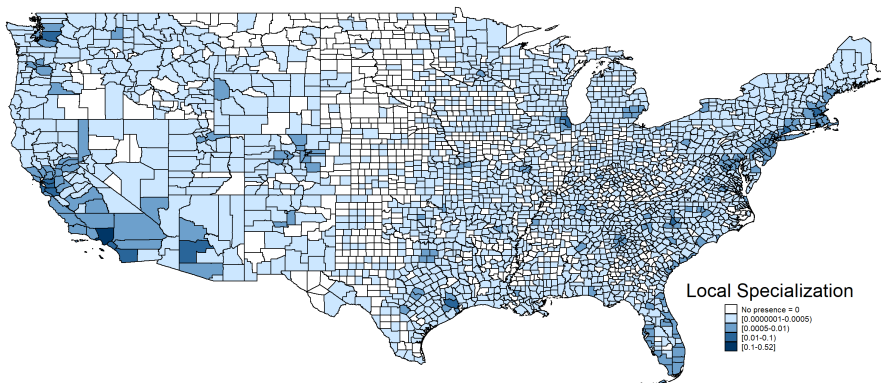 Local Specialization
No presence = 0
[0.0000001-0.0005)
[0.0005-0.01)
[0.01-0.1)
[0.1-0.52]